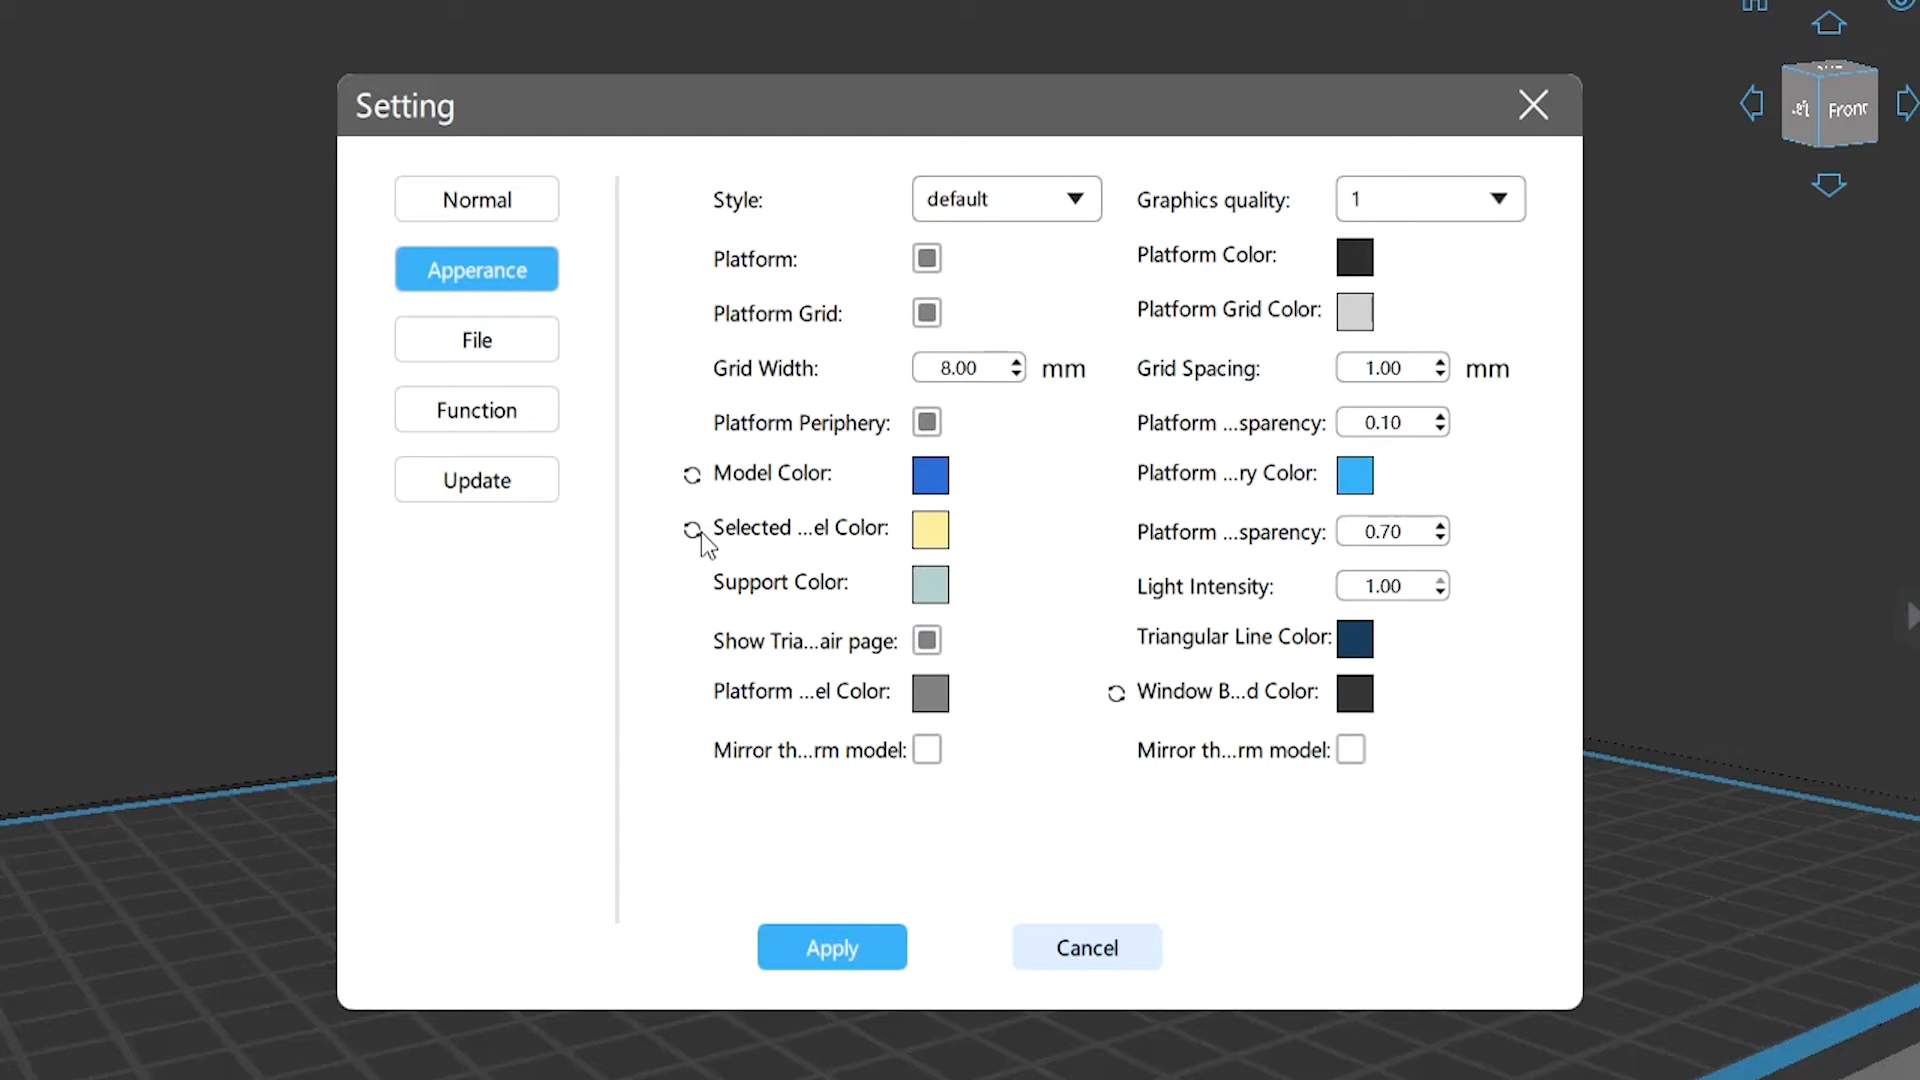 Setting
Front
Normal
Apperance
File
Function
Update
Style: default
Graphics quality: 1
Platform:
Platform Color:
Platform Grid:
Platform Grid Color:
Grid Width: 8.00 mm
Grid Spacing: 1.00 mm
Platform Periphery:
Platform ...sparency: 0.10
Model Color:
Platform ...ry Color:
Selected ...el Color:
Platform ...sparency: 0.70
Support Color:
Light Intensity: 1.00
Show Tria...air page:
Triangular Line Color:
Platform ...el Color:
Window B...d Color:
Mirror th...rm model:
Mirror th...rm model:
Apply
Cancel